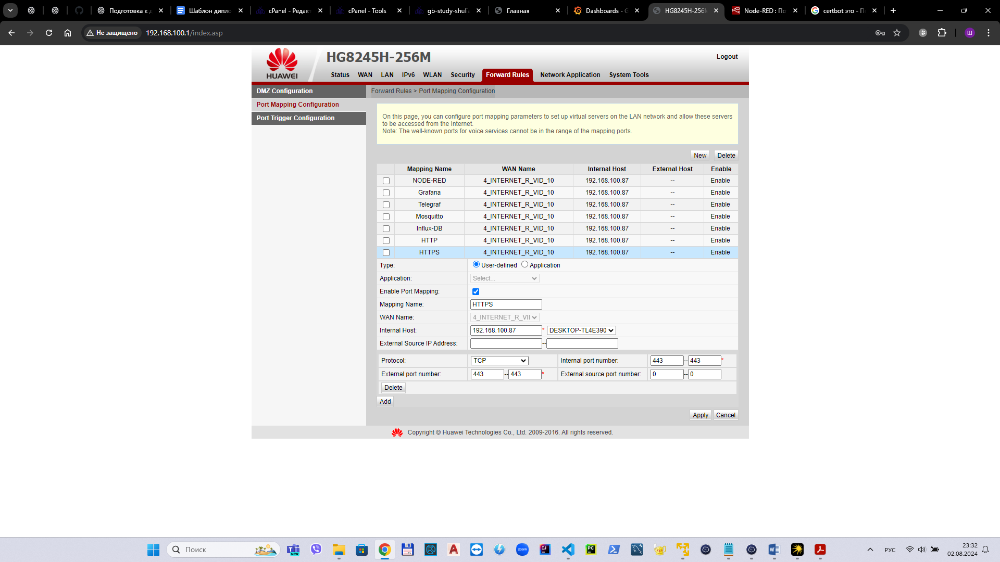 Подготовка к д
Шаблон дипло
cPanel - Редакт
cPanel - Tools
gb-study-shulia
Главная
Dashboards - G
HG8245H-256M
Node-RED : По
certbot это - П
Не защищено
192.168.100.1/index.asp
Ш
HUAWEI
HG8245H-256M
Logout
Status WAN LAN IPv6 WLAN Security Forward Rules Network Application System Tools
DMZ Configuration
Port Mapping Configuration
Port Trigger Configuration
Forward Rules > Port Mapping Configuration
On this page, you can configure port mapping parameters to set up virtual servers on the LAN network and allow these servers
to be accessed from the Internet.
Note: The well-known ports for voice services cannot be in the range of the mapping ports.
New Delete
Mapping Name WAN Name Internal Host External Host Enable
NODE-RED 4_INTERNET_R_VID_10 192.168.100.87 -- Enable
Grafana 4_INTERNET_R_VID_10 192.168.100.87 -- Enable
Telegraf 4_INTERNET_R_VID_10 192.168.100.87 -- Enable
Mosquitto 4_INTERNET_R_VID_10 192.168.100.87 -- Enable
Influx-DB 4_INTERNET_R_VID_10 192.168.100.87 -- Enable
HTTP 4_INTERNET_R_VID_10 192.168.100.87 -- Enable
HTTPS 4_INTERNET_R_VID_10 192.168.100.87 -- Enable
Type: User-defined Application
Application: Select...
Enable Port Mapping:
Mapping Name: HTTPS
WAN Name: 4_INTERNET_R_VII
Internal Host: 192.168.100.87 * DESKTOP-TL4E390
External Source IP Address: --
Protocol: TCP Internal port number: 443 -- 443 *
External port number: 443 -- 443 * External source port number: 0 -- 0
Delete
Add
Apply Cancel
Copyright © Huawei Technologies Co., Ltd. 2009-2016. All rights reserved.
Поиск
NEW
zoom
IJ
PC
РУС
23:32
02.08.2024